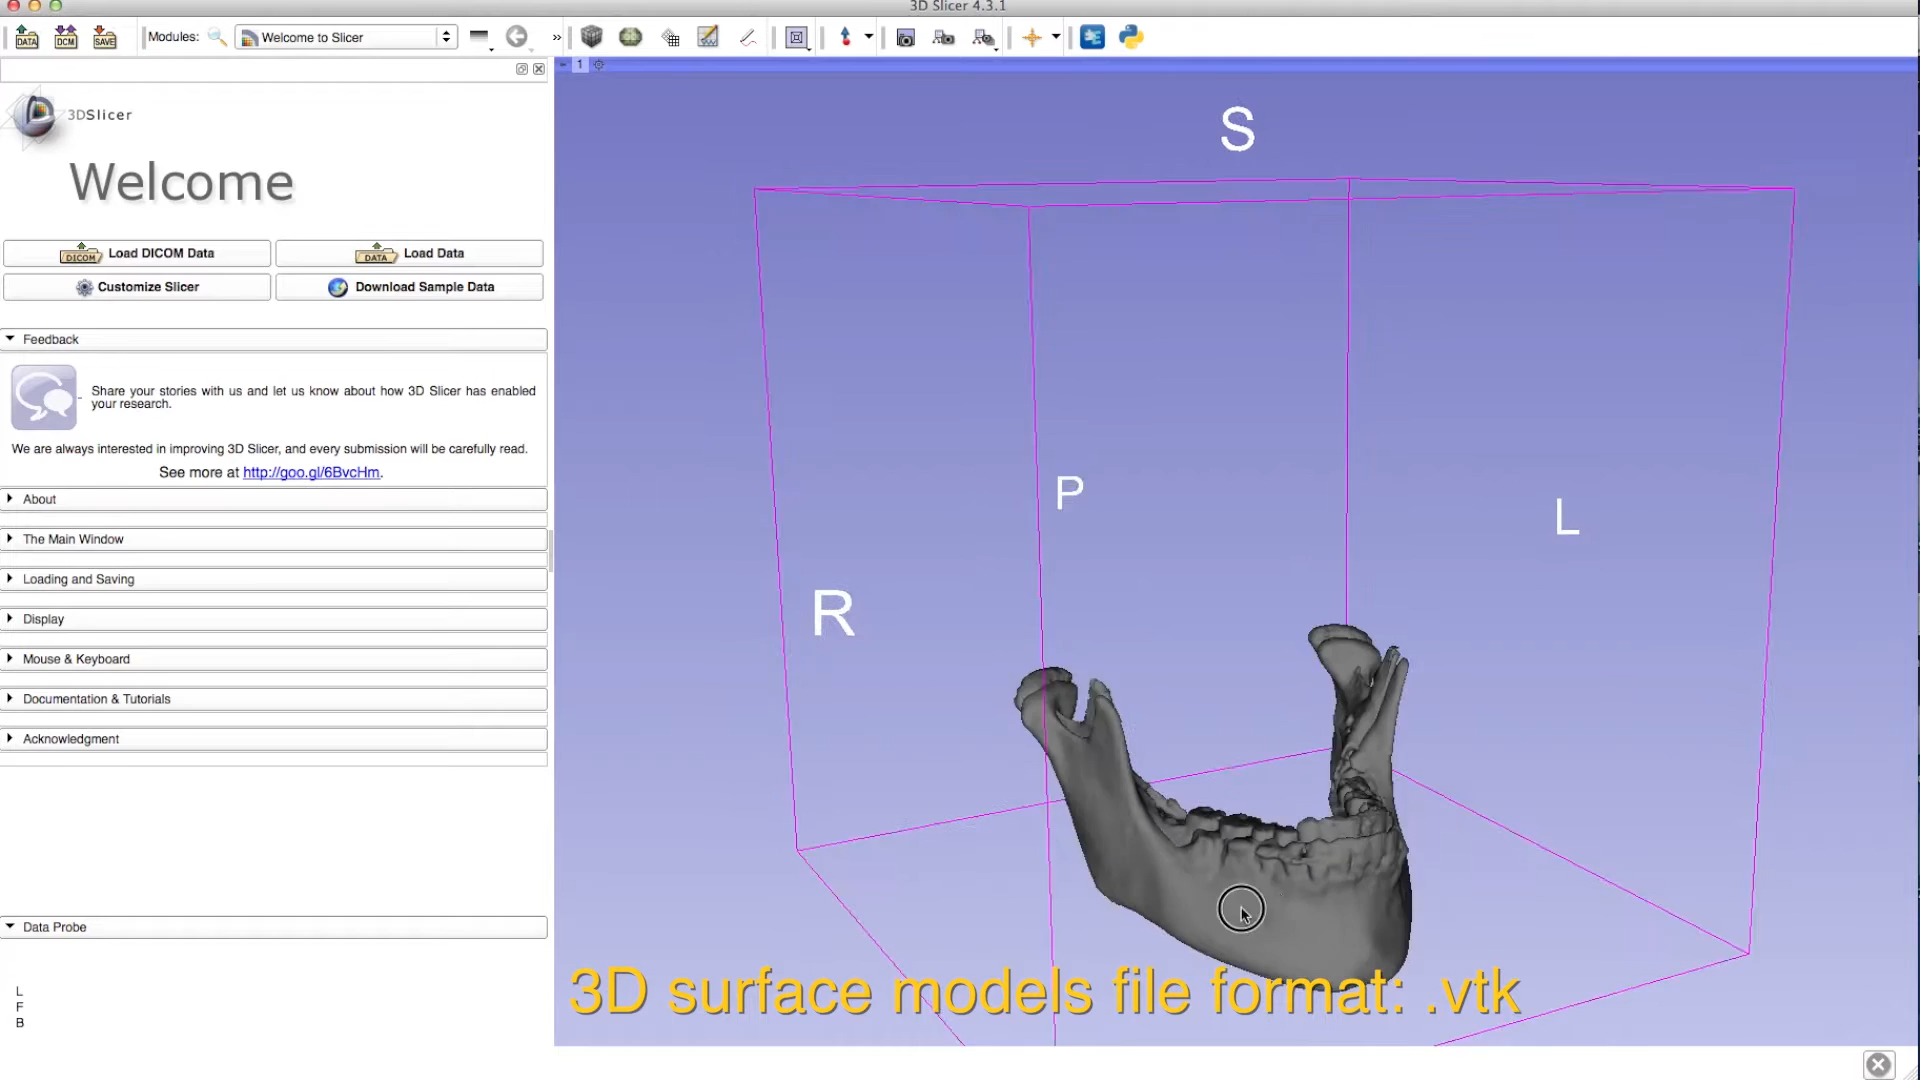 3D Slicer 4.3.1
DATA
DCM
SAVE
Modules:
Welcome to Slicer
»
1
3DSlicer
Welcome
DICOM
Load DICOM Data
DATA
Load Data
Customize Slicer
Download Sample Data
Feedback
Share your stories with us and let us know about how 3D Slicer has enabled
your research.
We are always interested in improving 3D Slicer, and every submission will be carefully read.
See more at http://goo.gl/6BvcHm.
About
The Main Window
Loading and Saving
Display
Mouse & Keyboard
Documentation & Tutorials
Acknowledgment
Data Probe
L
F
B
S
P
L
R
3D surface models file format: .vtk